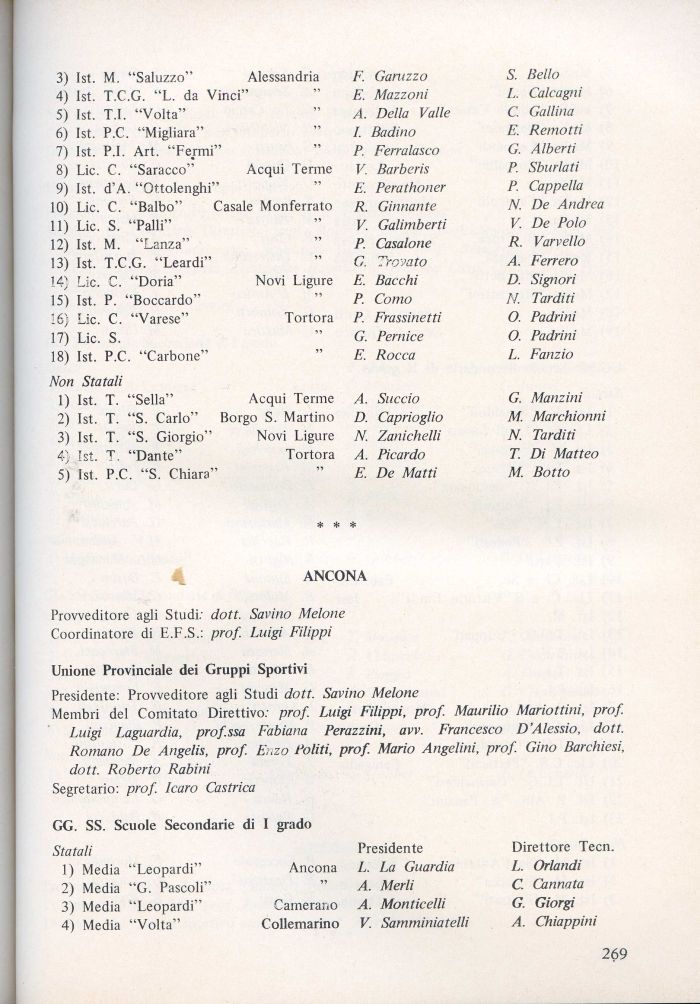 3) Ist. M. “Saluzzo” Alessandria F. Garuzzo S. Bello
4) Ist. T.C.G. “L. da Vinci” ” E. Mazzoni L. Calcagni
5) Ist. T.I. “Volta” ” A. Della Valle C. Gallina
6) Ist. P.C. “Migliara” ” I. Badino E. Remotti
7) Ist. P.I. Art. “Fermi” ” P. Ferralasco G. Alberti
8) Lic. C. “Saracco” Acqui Terme V. Barberis P. Sburlati
9) Ist. d’A. “Ottolenghi” ” E. Perathoner P. Cappella
10) Lic. C. “Balbo” Casale Monferrato R. Ginnante N. De Andrea
11) Lic. S. “Palli” ” V. Galimberti V. De Polo
12) Ist. M. “Lanza” ” P. Casalone R. Varvello
13) Ist. T.C.G. “Leardi” ” G. Trovato A. Ferrero
14) Lic. C. “Doria” Novi Ligure E. Bacchi D. Signori
15) Ist. P. “Boccardo” ” P. Como N. Tarditi
16) Lic. C. “Varese” Tortora P. Frassinetti O. Padrini
17) Lic. S. ” G. Pernice O. Padrini
18) Ist. P.C. “Carbone” ” E. Rocca L. Fanzio
Non Statali
1) Ist. T. “Sella” Acqui Terme A. Succio G. Manzini
2) Ist. T. “S. Carlo” Borgo S. Martino D. Caprioglio M. Marchionni
3) Ist. T. “S. Giorgio” Novi Ligure N. Zanichelli N. Tarditi
4) Ist. T. “Dante” Tortora A. Picardo T. Di Matteo
5) Ist. P.C. “S. Chiara” ” E. De Matti M. Botto
* * *
ANCONA
Provveditore agli Studi: dott. Savino Melone
Coordinatore di E.F.S.: prof. Luigi Filippi
Unione Provinciale dei Gruppi Sportivi
Presidente: Provveditore agli Studi dott. Savino Melone
Membri del Comitato Direttivo: prof. Luigi Filippi, prof. Maurilio Mariottini, prof.
Luigi Laguardia, prof.ssa Fabiana Perazzini, avv. Francesco D’Alessio, dott.
Romano De Angelis, prof. Enzo Politi, prof. Mario Angelini, prof. Gino Barchiesi,
dott. Roberto Rabini
Segretario: prof. Icaro Castrica
GG. SS. Scuole Secondarie di I grado
Statali Presidente Direttore Tecn.
1) Media “Leopardi” Ancona L. La Guardia L. Orlandi
2) Media “G. Pascoli” ” A. Merli C. Cannata
3) Media “Leopardi” Camerano A. Monticelli G. Giorgi
4) Media “Volta” Collemarino V. Samminiatelli A. Chiappini
269